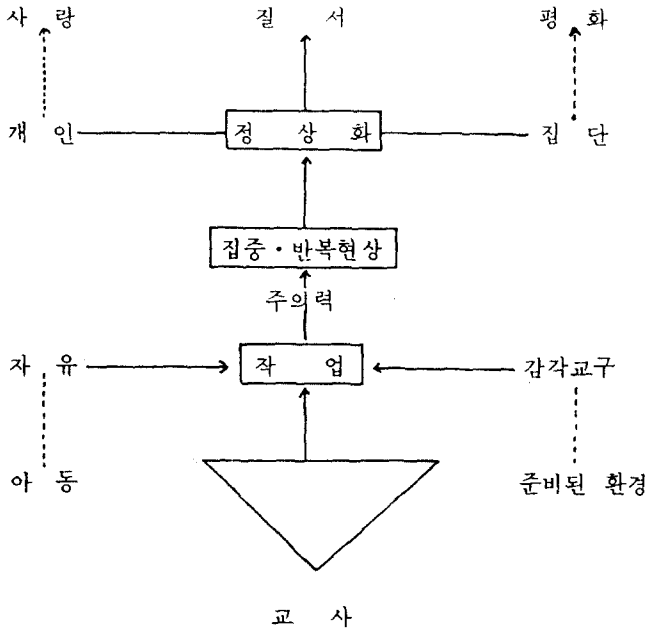 사 랑 질 서 평 화
개 인 정 상 화 집 단
집중・반복현상
주의력
자 유 작 업 감각교구
아 동 준비된 환경
교 사